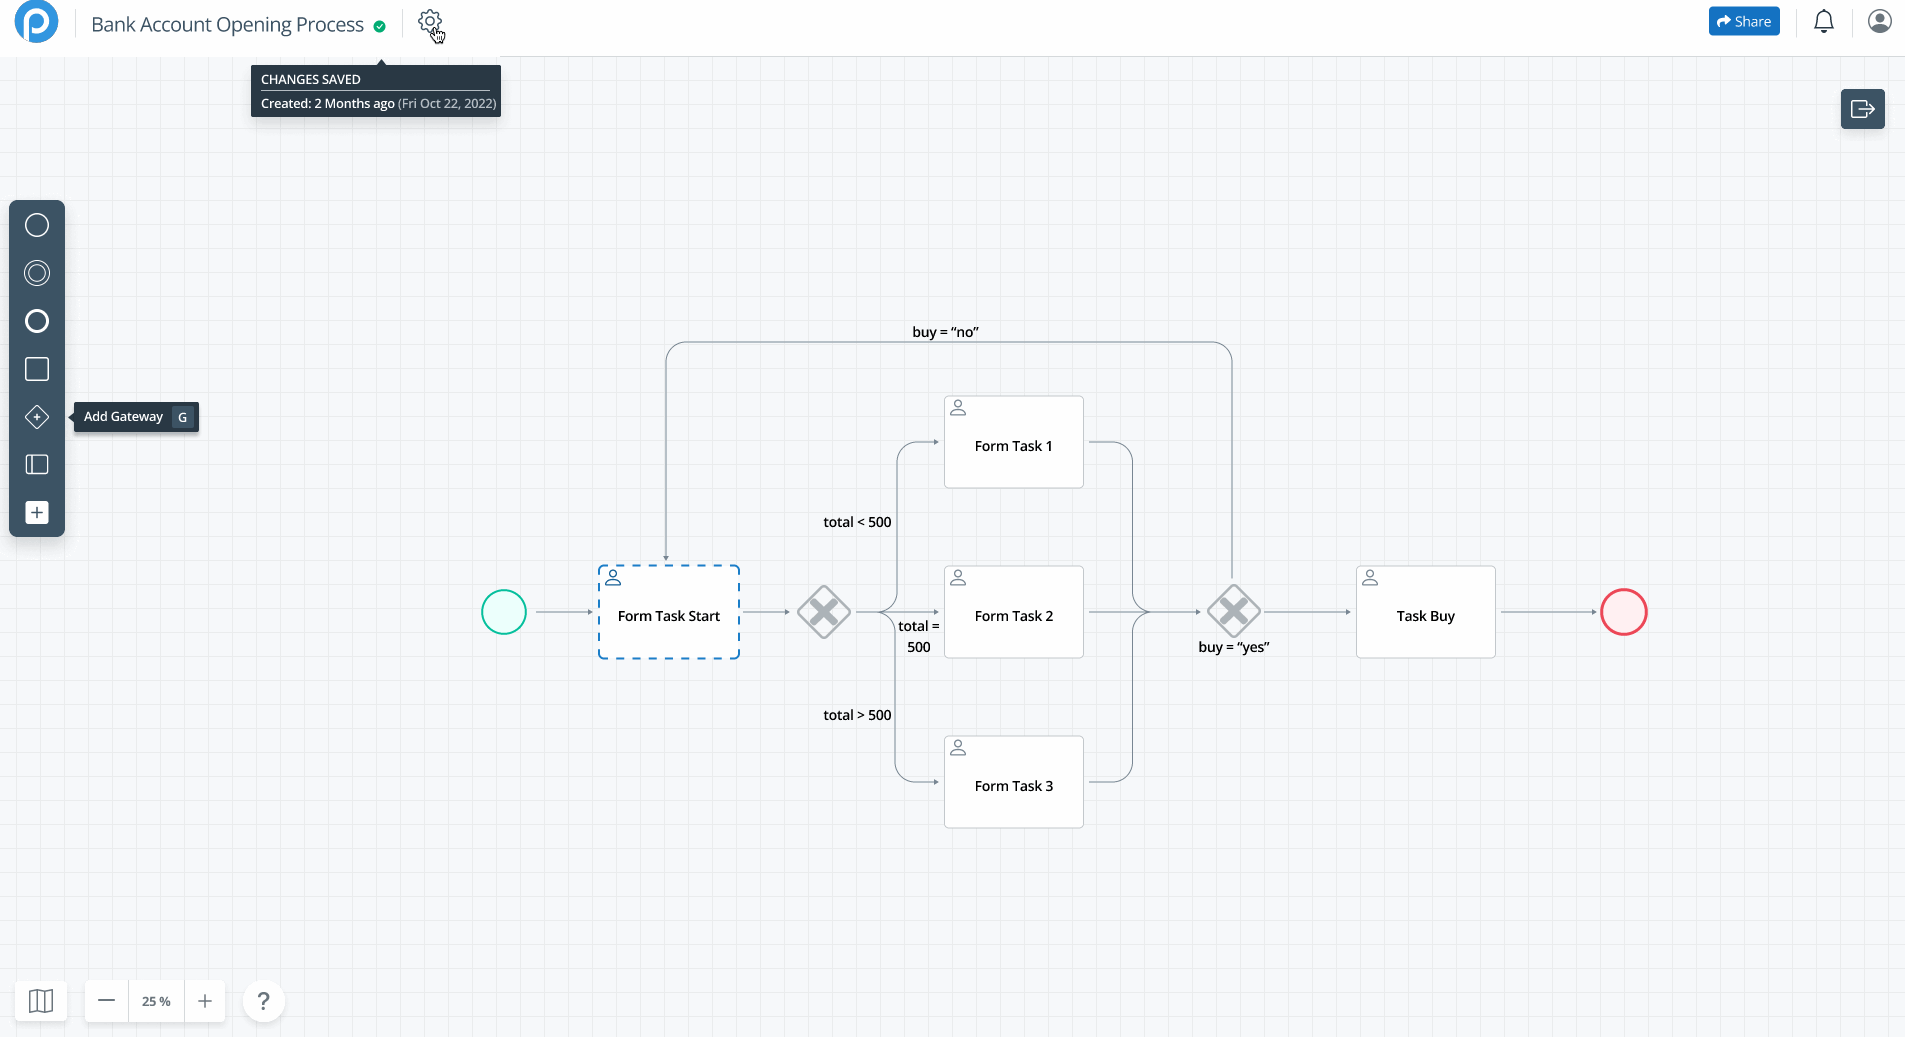 Bank Account Opening Process
Share
CHANGES SAVED
Created: 2 Months ago (Fri Oct 22, 2022)
Add Gateway G
buy = “no”
Form Task 1
total < 500
Form Task Start
total =
500
Form Task 2
buy = “yes”
Task Buy
total > 500
Form Task 3
25 %
?